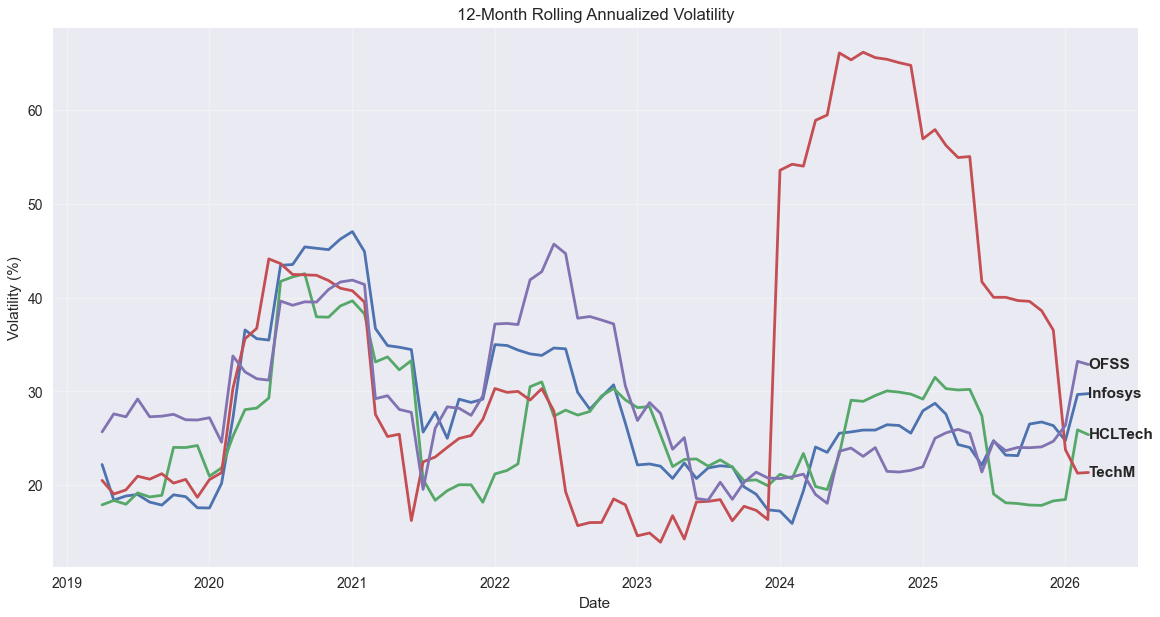 12-Month Rolling Annualized Volatility
Volatility (%)
60
50
40
30
20
OFSS
Infosys
HCLTech
TechM
2019 2020 2021 2022 2023 2024 2025 2026
Date